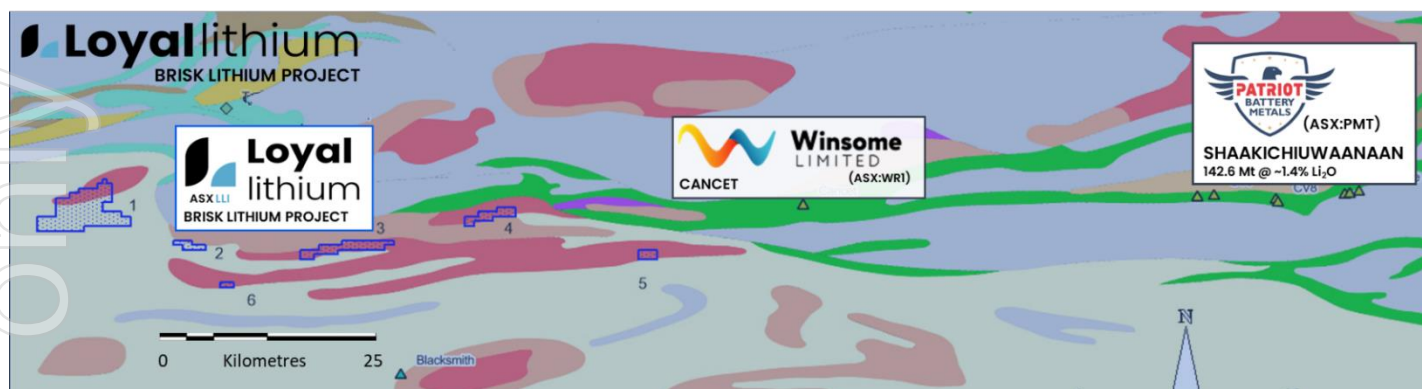 Loyallithium
BRISK LITHIUM PROJECT
only
Loyal
lithium
ASX LLI
BRISK LITHIUM PROJECT
Winsome
LIMITED
(ASX:WR1)
CANCET
PATRIOT
BATTERY
METALS
(ASX:PMT)
SHAAKICHIUWAANAAN
142.6 Mt @ ~1.4% Li₂O
CV8
1
2
3
4
5
6
0 Kilometres 25
Blacksmith
N